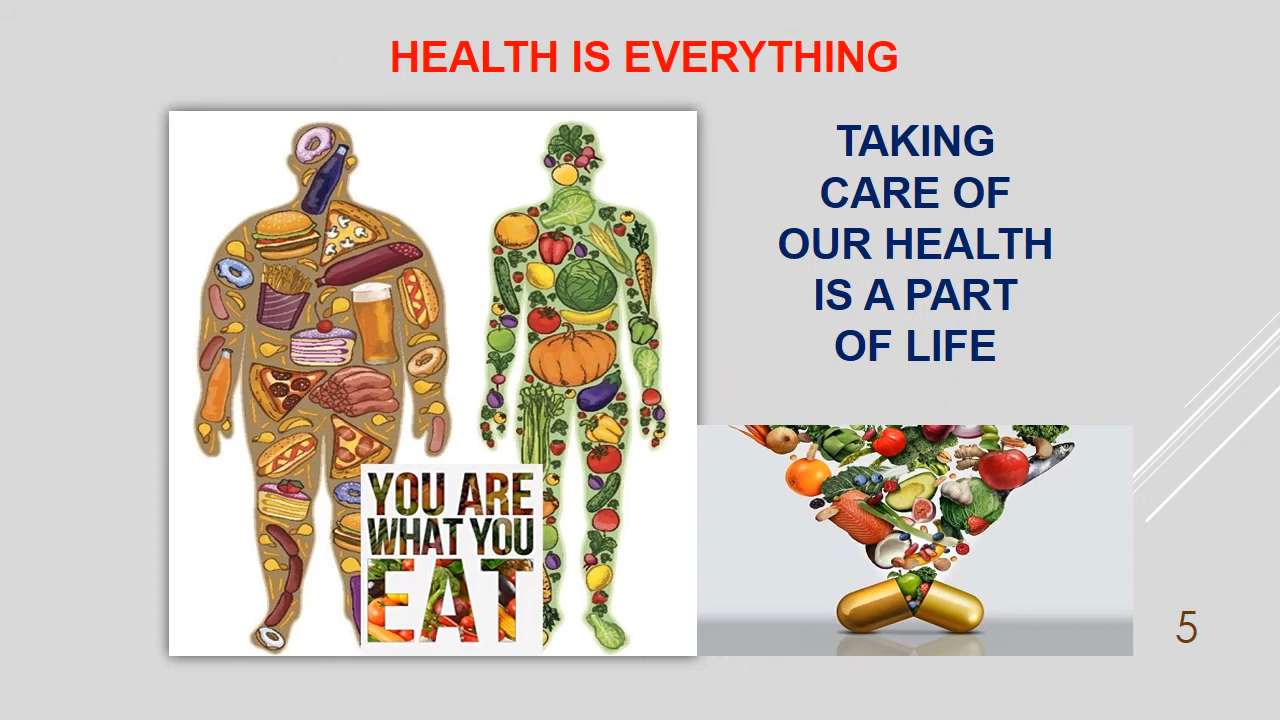 HEALTH IS EVERYTHING
TAKING
CARE OF
OUR HEALTH
IS A PART
OF LIFE
YOU ARE
WHAT YOU
EAT
5